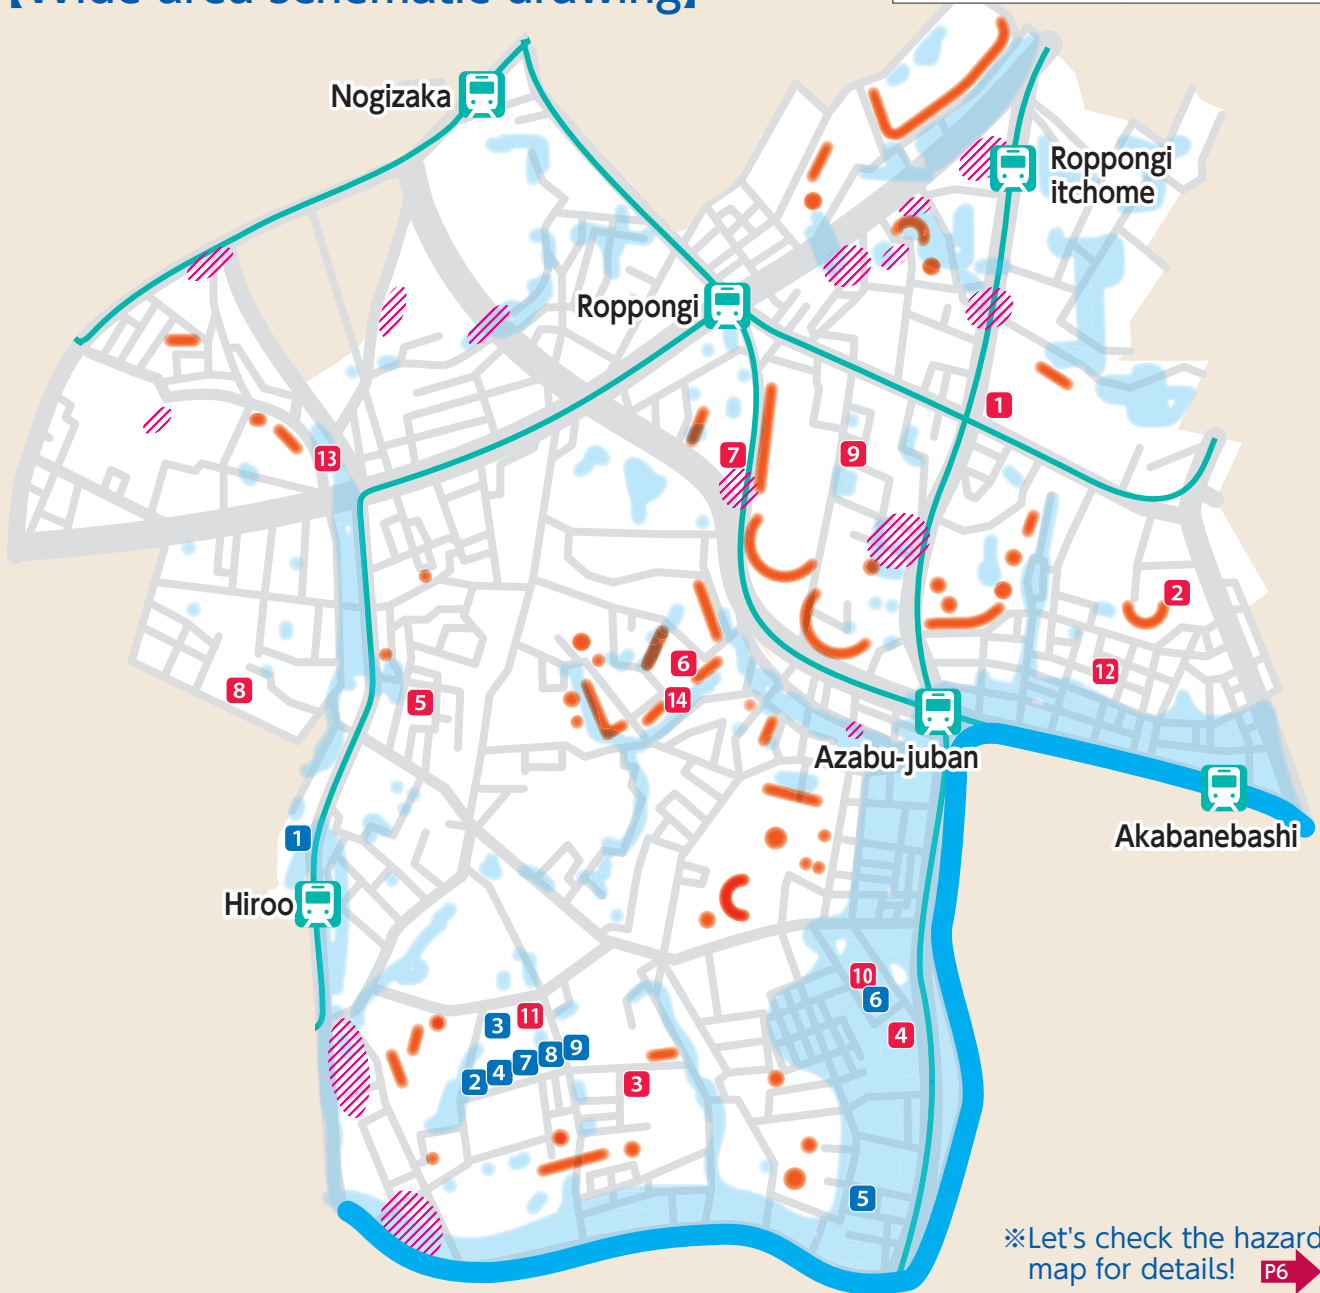 【Wide area schematic drawing】
Nogizaka
Roppongi
itchome
Roppongi
1
7
9
13
2
6
12
8
5
14
Azabu-juban
1
Akabanebashi
Hiroo
10
6
3
11
4
9
8
7
4
2
3
5
※Let's check the hazard
map for details! P6